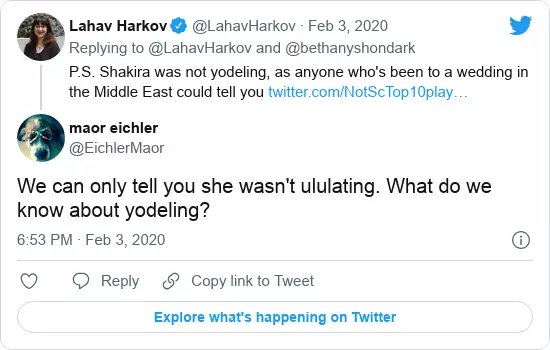 Lahav Harkov @LahavHarkov · Feb 3, 2020
Replying to @LahavHarkov and @bethanyshondark
P.S. Shakira was not yodeling, as anyone who's been to a wedding in
the Middle East could tell you twitter.com/NotScTop10play…
maor eichler
@EichlerMaor
We can only tell you she wasn't ululating. What do we
know about yodeling?
6:53 PM · Feb 3, 2020
Reply Copy link to Tweet
Explore what's happening on Twitter